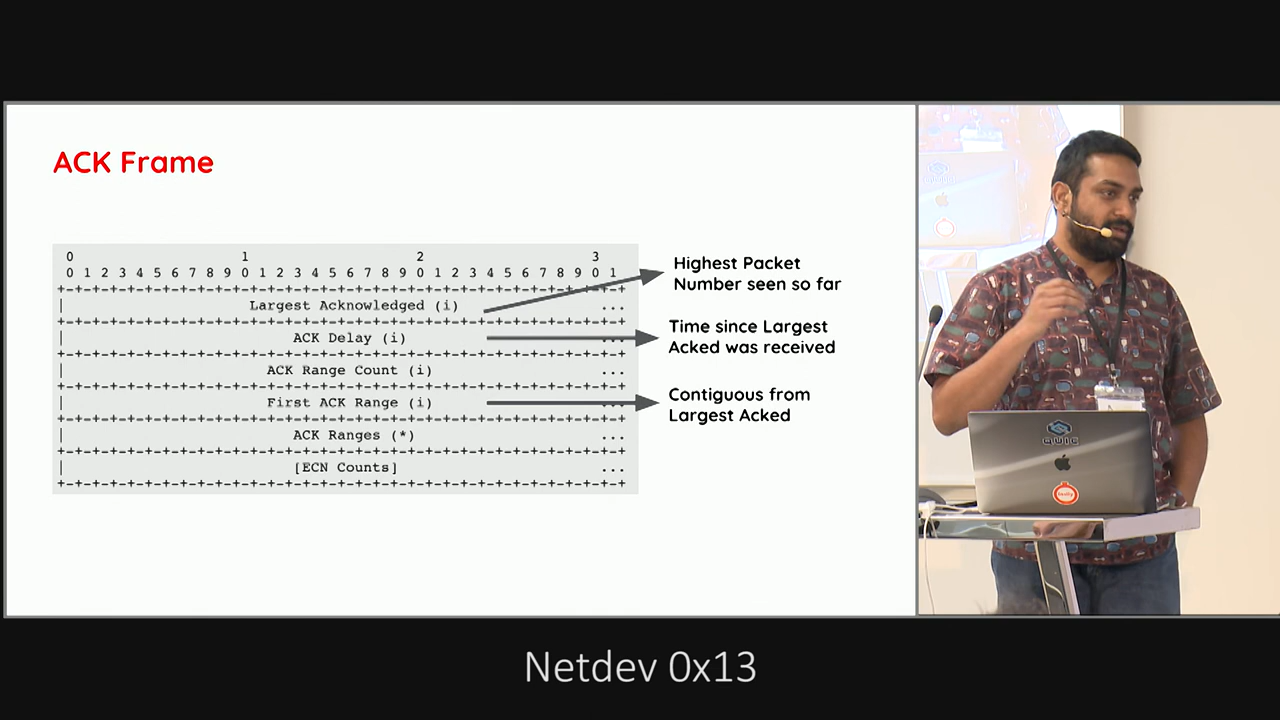 ACK Frame
0 1 2 3
0 1 2 3 4 5 6 7 8 9 0 1 2 3 4 5 6 7 8 9 0 1 2 3 4 5 6 7 8 9 0 1
+-+-+-+-+-+-+-+-+-+-+-+-+-+-+-+-+-+-+-+-+-+-+-+-+-+-+-+-+-+-+-+-+
| Largest Acknowledged (i) ...
+-+-+-+-+-+-+-+-+-+-+-+-+-+-+-+-+-+-+-+-+-+-+-+-+-+-+-+-+-+-+-+-+
| ACK Delay (i) ...
+-+-+-+-+-+-+-+-+-+-+-+-+-+-+-+-+-+-+-+-+-+-+-+-+-+-+-+-+-+-+-+-+
| ACK Range Count (i) ...
+-+-+-+-+-+-+-+-+-+-+-+-+-+-+-+-+-+-+-+-+-+-+-+-+-+-+-+-+-+-+-+-+
| First ACK Range (i) ...
+-+-+-+-+-+-+-+-+-+-+-+-+-+-+-+-+-+-+-+-+-+-+-+-+-+-+-+-+-+-+-+-+
| ACK Ranges (*) ...
+-+-+-+-+-+-+-+-+-+-+-+-+-+-+-+-+-+-+-+-+-+-+-+-+-+-+-+-+-+-+-+-+
| [ECN Counts] ...
+-+-+-+-+-+-+-+-+-+-+-+-+-+-+-+-+-+-+-+-+-+-+-+-+-+-+-+-+-+-+-+-+
Highest Packet
Number seen so far
Time since Largest
Acked was received
Contiguous from
Largest Acked
QUIC
fastly
Netdev 0x13